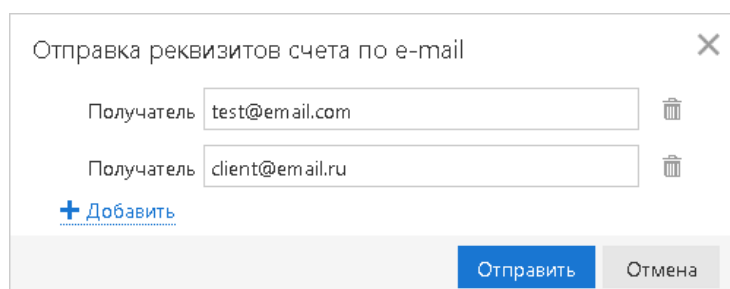 Отправка реквизитов счета по e-mail
Получатель test@email.com
Получатель client@email.ru
Добавить
Отправить Отмена